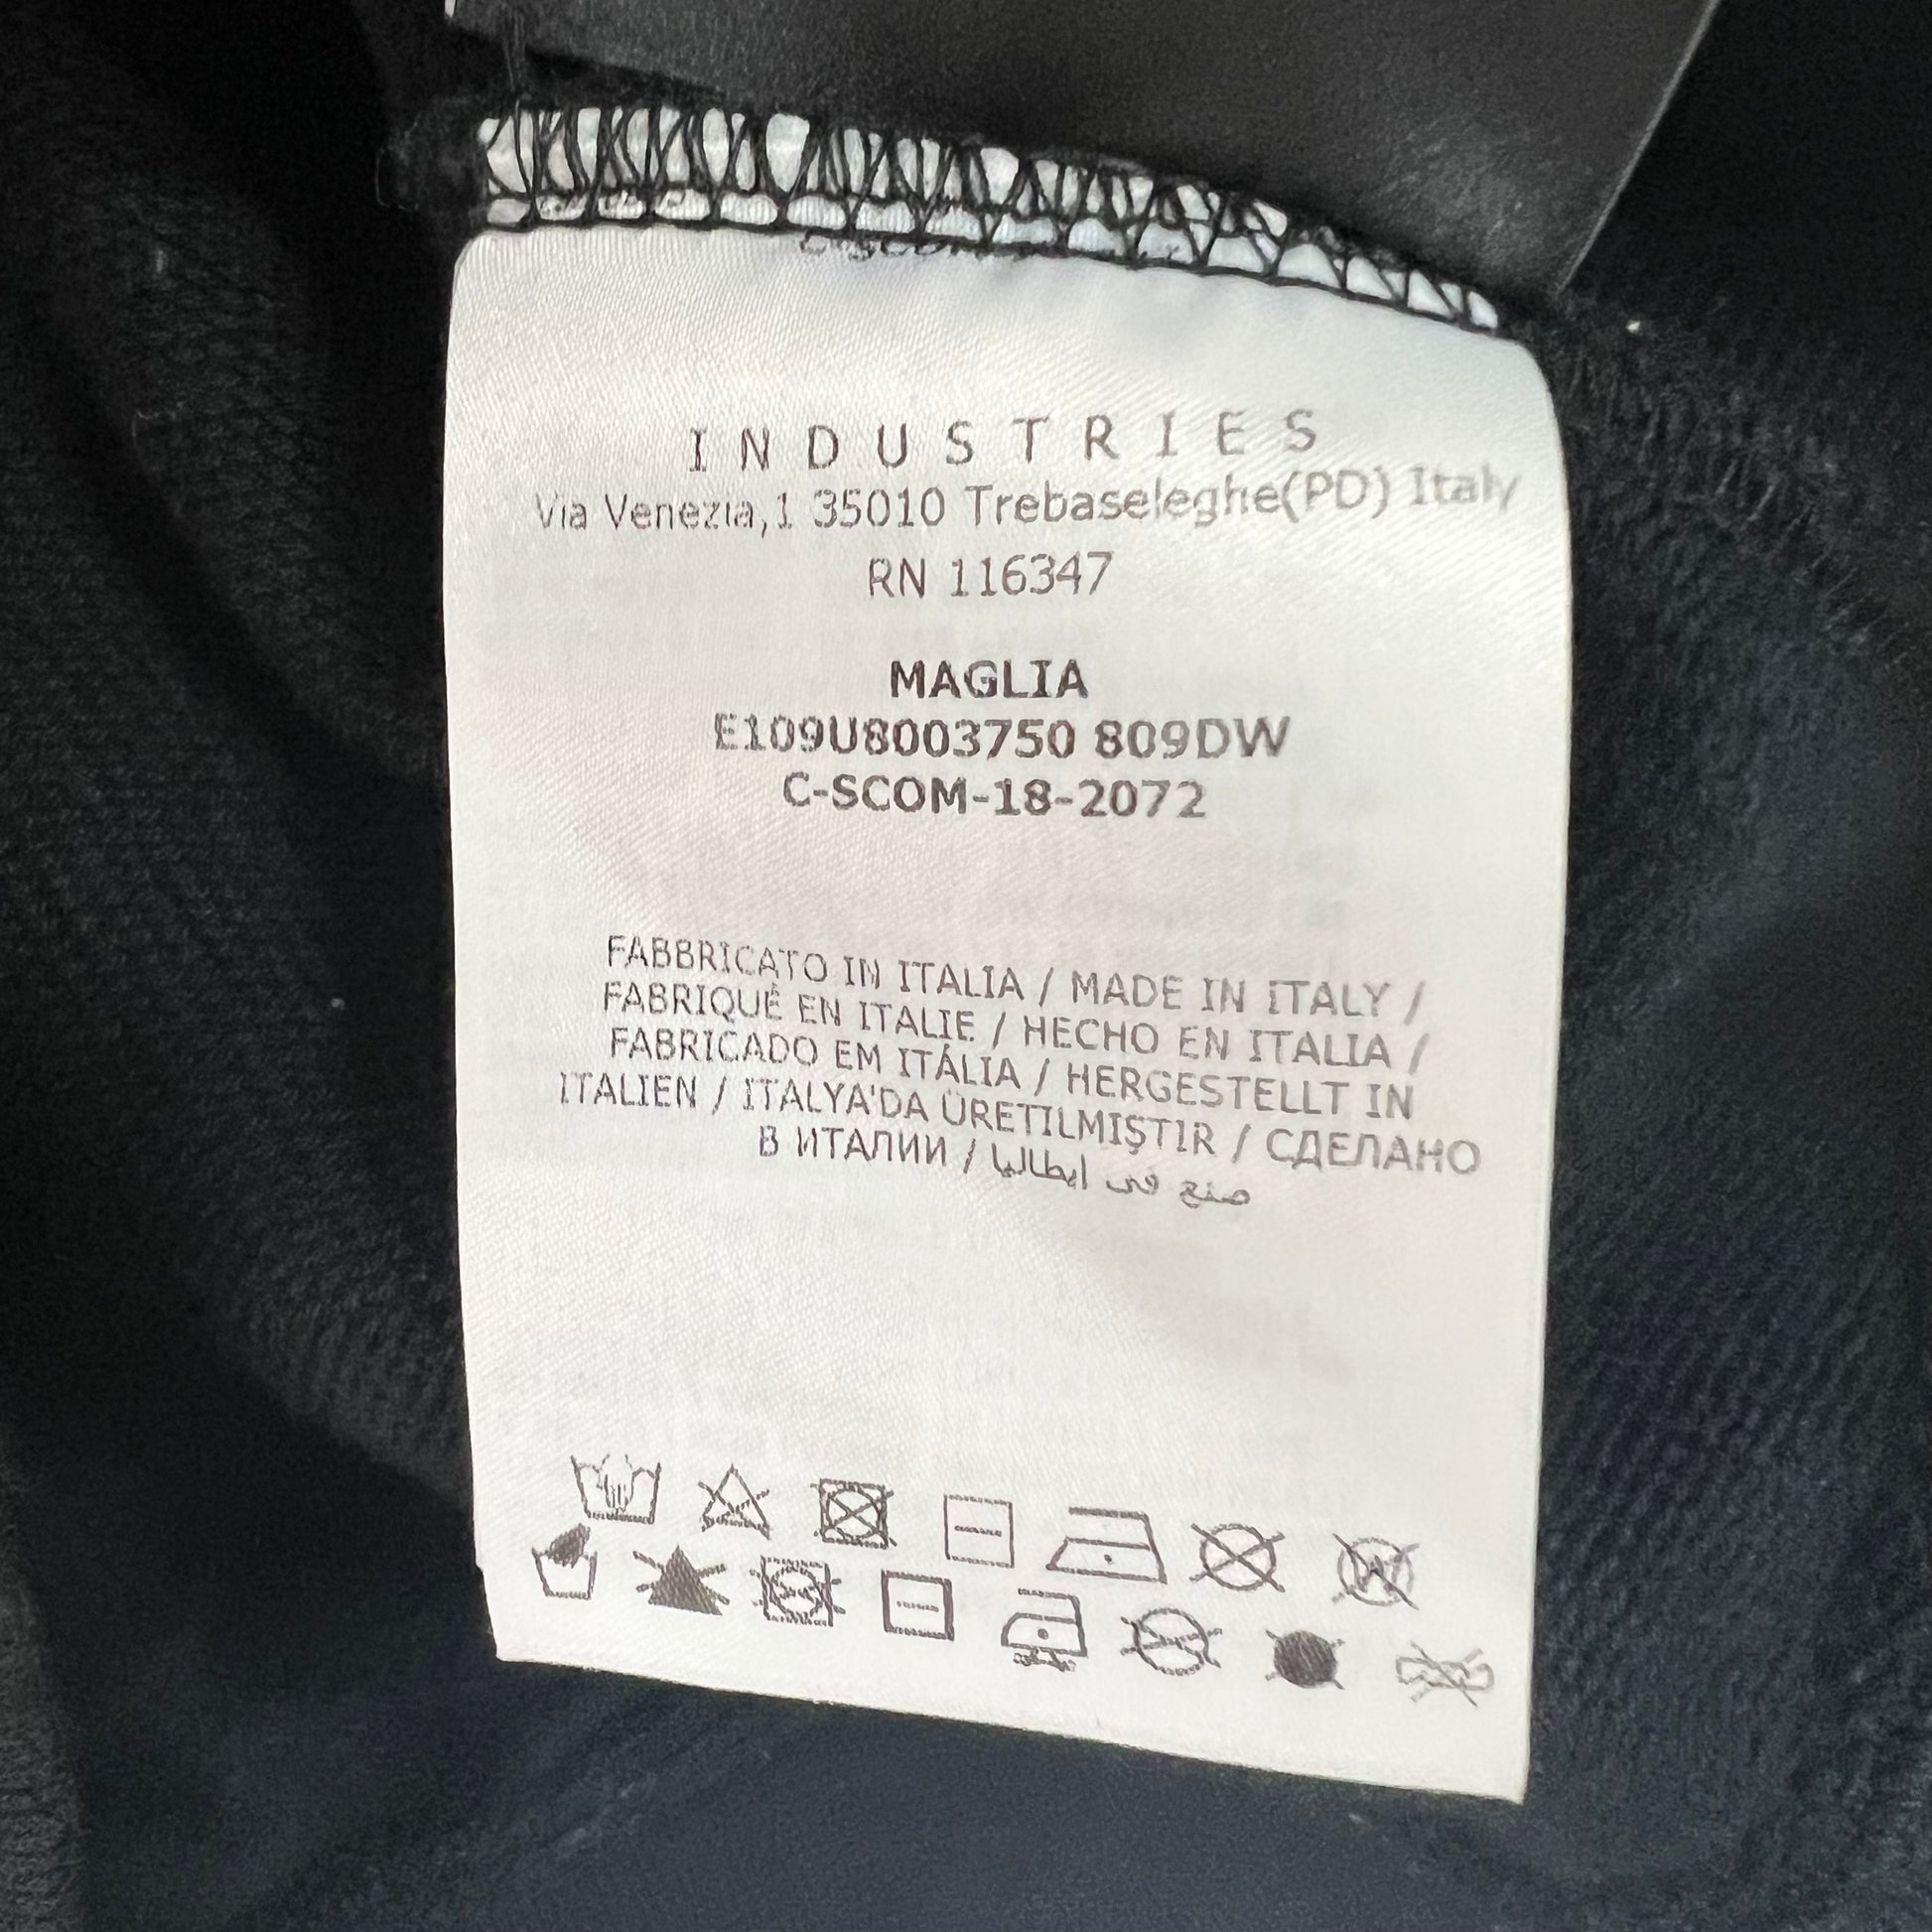 I N D U S T R I E S
Via Venezia,1 35010 Trebaseleghe(PD) Italy
RN 116347
MAGLIA
E109U8003750 809DW
C-SCOM-18-2072
FABBRICATO IN ITALIA / MADE IN ITALY /
FABRIQUÉ EN ITALIE / HECHO EN ITALIA /
FABRICADO EM ITÁLIA / HERGESTELLT IN
ITALIEN / ITALYA'DA ÜRETILMIŞTIR / СДЕЛАНО
В ИТАЛИИ / صنع في ايطاليا
W